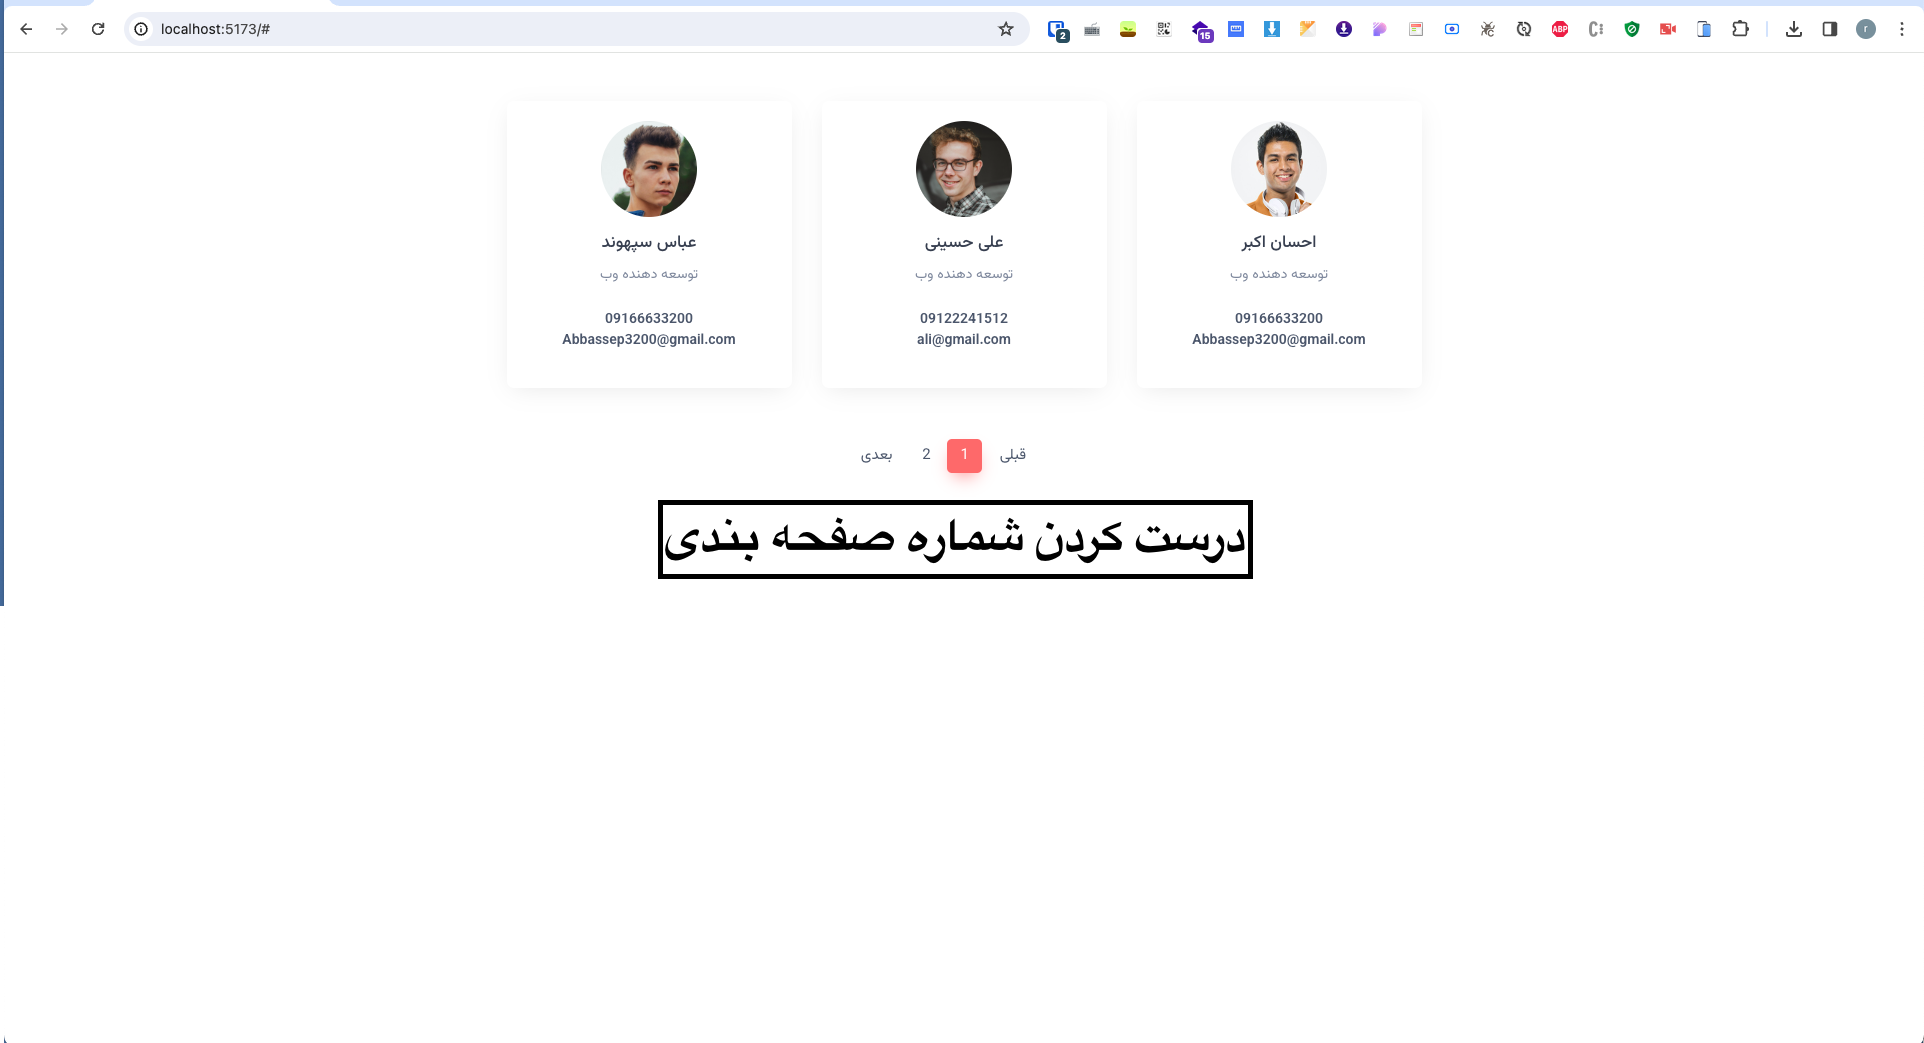 localhost:5173/#
2
15
ABP
r
احسان اکبر
توسعه دهنده وب
09166633200
Abbassep3200@gmail.com
علی حسینی
توسعه دهنده وب
09122241512
ali@gmail.com
عباس سپهوند
توسعه دهنده وب
09166633200
Abbassep3200@gmail.com
قبلی 1 2 بعدی
درست کردن شماره صفحه بندی